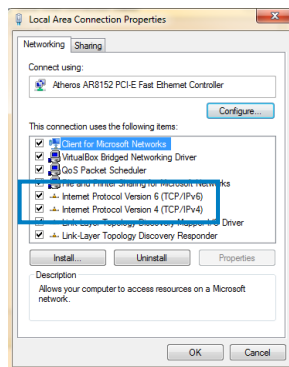 Local Area Connection Properties
Networking Sharing
Connect using:
Atheros AR8152 PCI-E Fast Ethernet Controller
Configure...
This connection uses the following items:
Client for Microsoft Networks
VirtualBox Bridged Networking Driver
QoS Packet Scheduler
File and Printer Sharing for Microsoft Networks
Internet Protocol Version 6 (TCP/IPv6)
Internet Protocol Version 4 (TCP/IPv4)
Link-Layer Topology Discovery Mapper I/O Driver
Link-Layer Topology Discovery Responder
Install... Uninstall Properties
Description
Allows your computer to access resources on a Microsoft
network.
OK Cancel